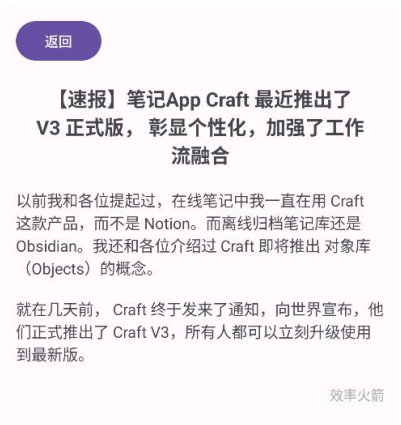 返回
【速报】笔记App Craft 最近推出了
V3 正式版， 彰显个性化，加强了工作
流融合
以前我和各位提起过，在线笔记中我一直在用 Craft
这款产品，而不是 Notion。而离线归档笔记库还是
Obsidian。我还和各位介绍过 Craft 即将推出 对象库
（Objects）的概念。
就在几天前， Craft 终于发来了通知，向世界宣布，他
们正式推出了 Craft V3，所有人都可以立刻升级使用
到最新版。
效率火箭